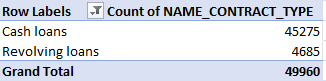 Row Labels Count of NAME_CONTRACT_TYPE
Cash loans 45275
Revolving loans 4685
Grand Total 49960